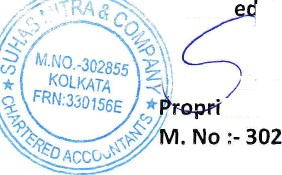 ed
SUHAS MITRA & COMPANY
M.NO.-302855
KOLKATA
FRN:330156E
★ CHARTERED ACCOUNTANTS ★
Propri
M. No :- 302